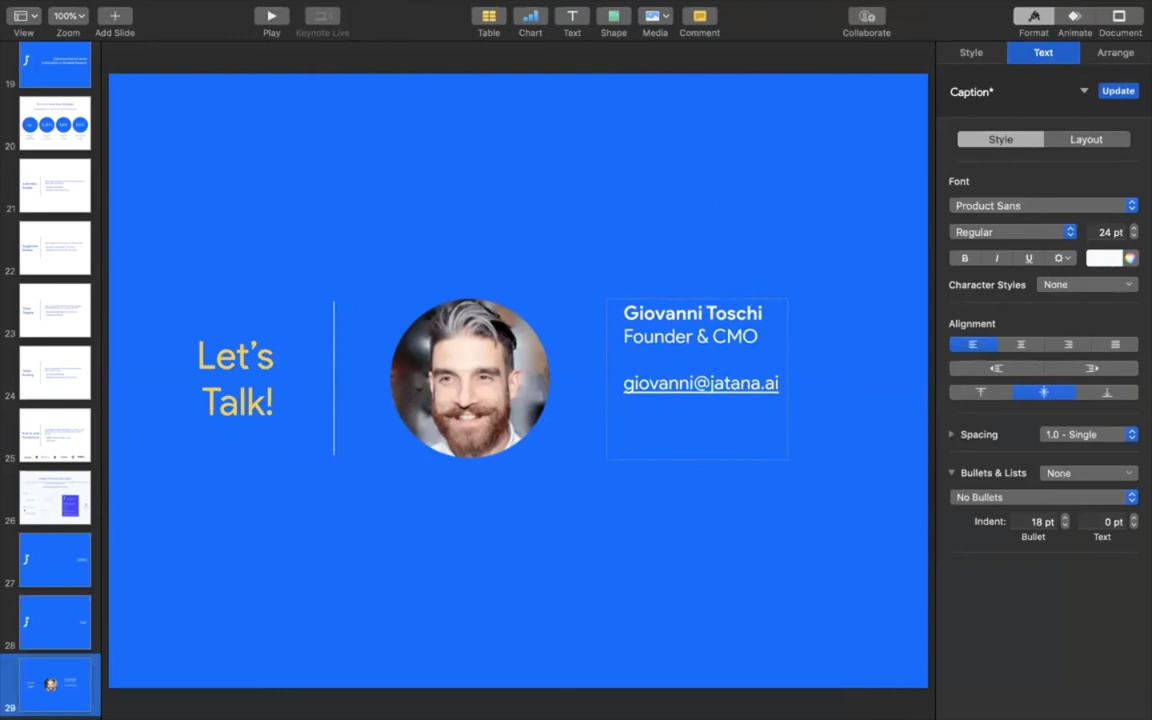 100%
View
Zoom
Add Slide
Play
Keynote Live
Table
Chart
Text
Shape
Media
Comment
Collaborate
Format
Animate
Document
Style
Text
Arrange
Caption*
Update
Style
Layout
Font
Product Sans
Regular
24 pt
B I U
Character Styles
None
Alignment
Spacing
1.0 - Single
Bullets & Lists
None
No Bullets
Indent:
18 pt
0 pt
Bullet
Text
19
20
21
22
23
24
25
26
27
28
29
Let's
Talk!
Giovanni Toschi
Founder & CMO
giovanni@jatana.ai